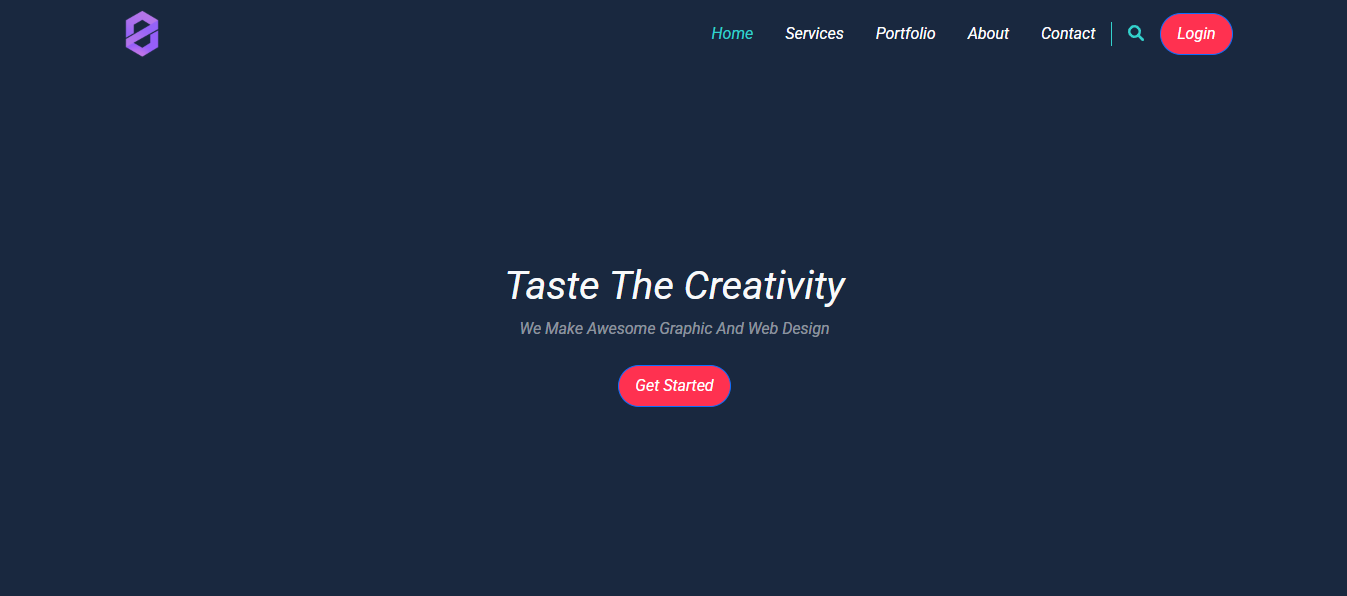 Home Services Portfolio About Contact Login
Taste The Creativity
We Make Awesome Graphic And Web Design
Get Started